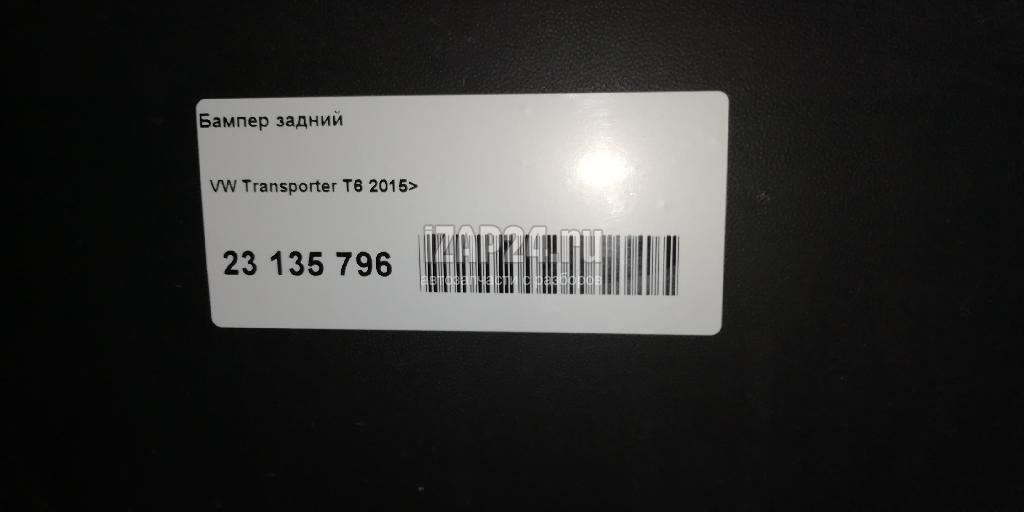 Бампер задний
VW Transporter T6 2015>
23 135 796
iZAP24.ru
автозапчасти с разборов